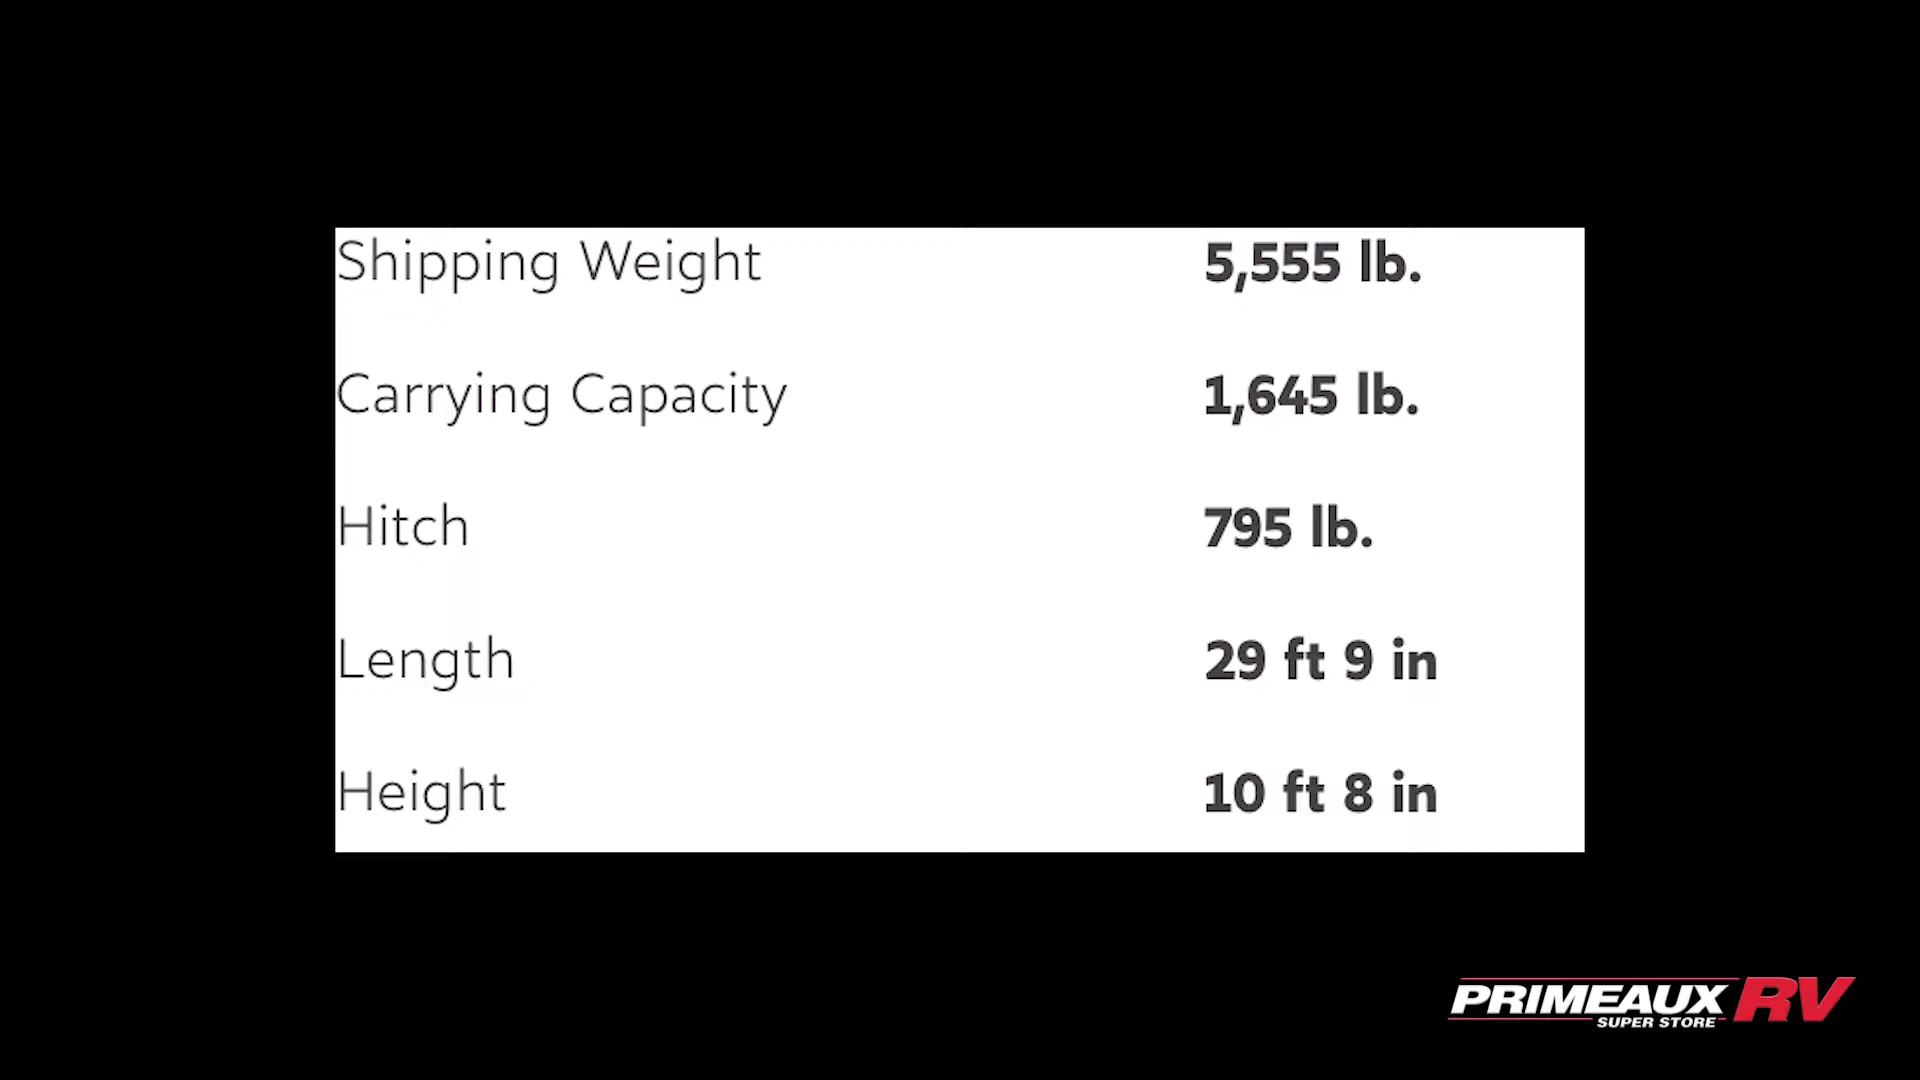 Shipping Weight 5,555 lb.
Carrying Capacity 1,645 lb.
Hitch 795 lb.
Length 29 ft 9 in
Height 10 ft 8 in
PRIMEAUX RV
SUPER STORE